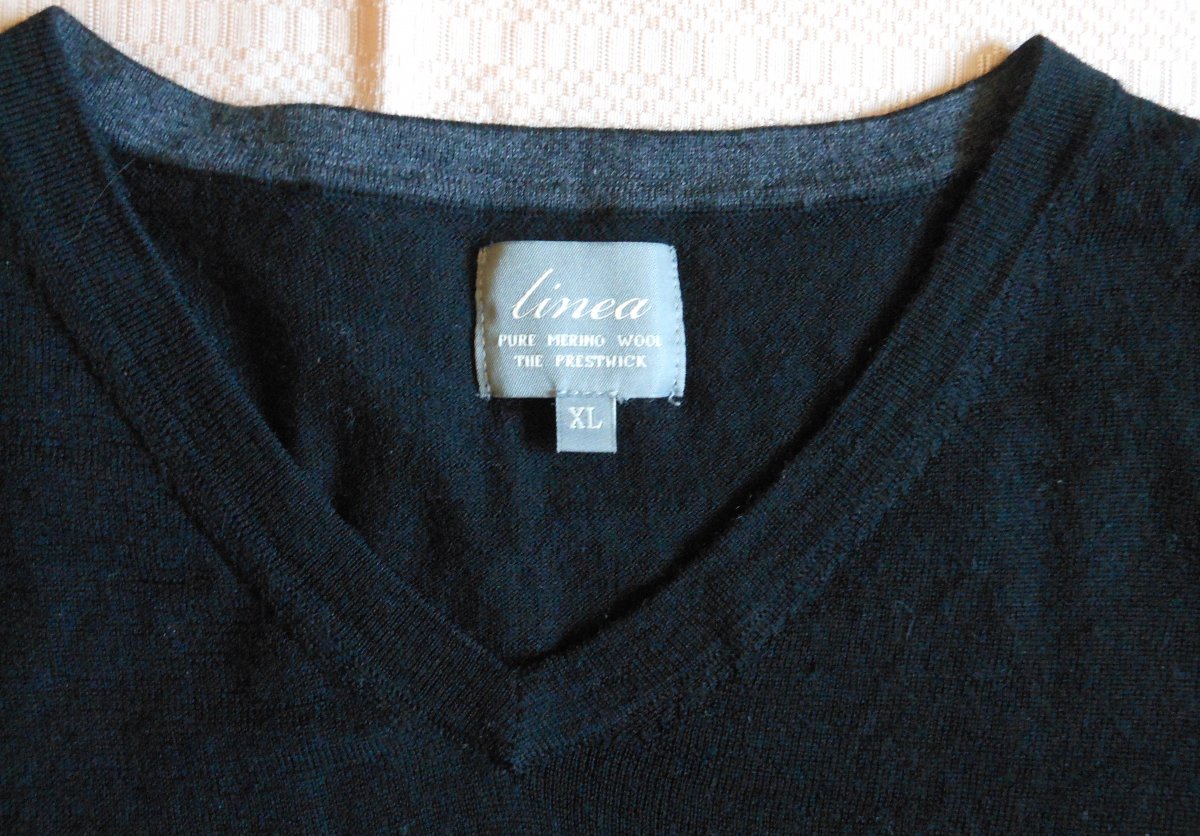 linea
PURE MERINO WOOL
THE PRESTWICK
XL